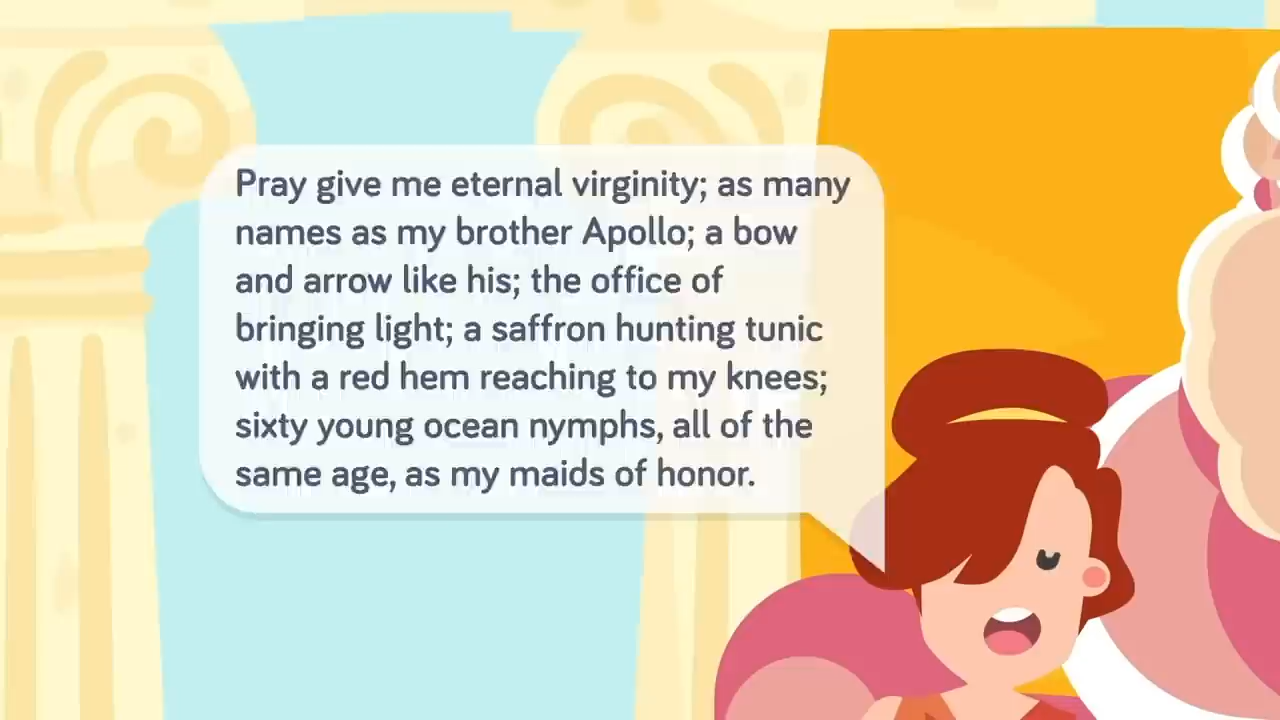 Pray give me eternal virginity; as many
names as my brother Apollo; a bow
and arrow like his; the office of
bringing light; a saffron hunting tunic
with a red hem reaching to my knees;
sixty young ocean nymphs, all of the
same age, as my maids of honor.